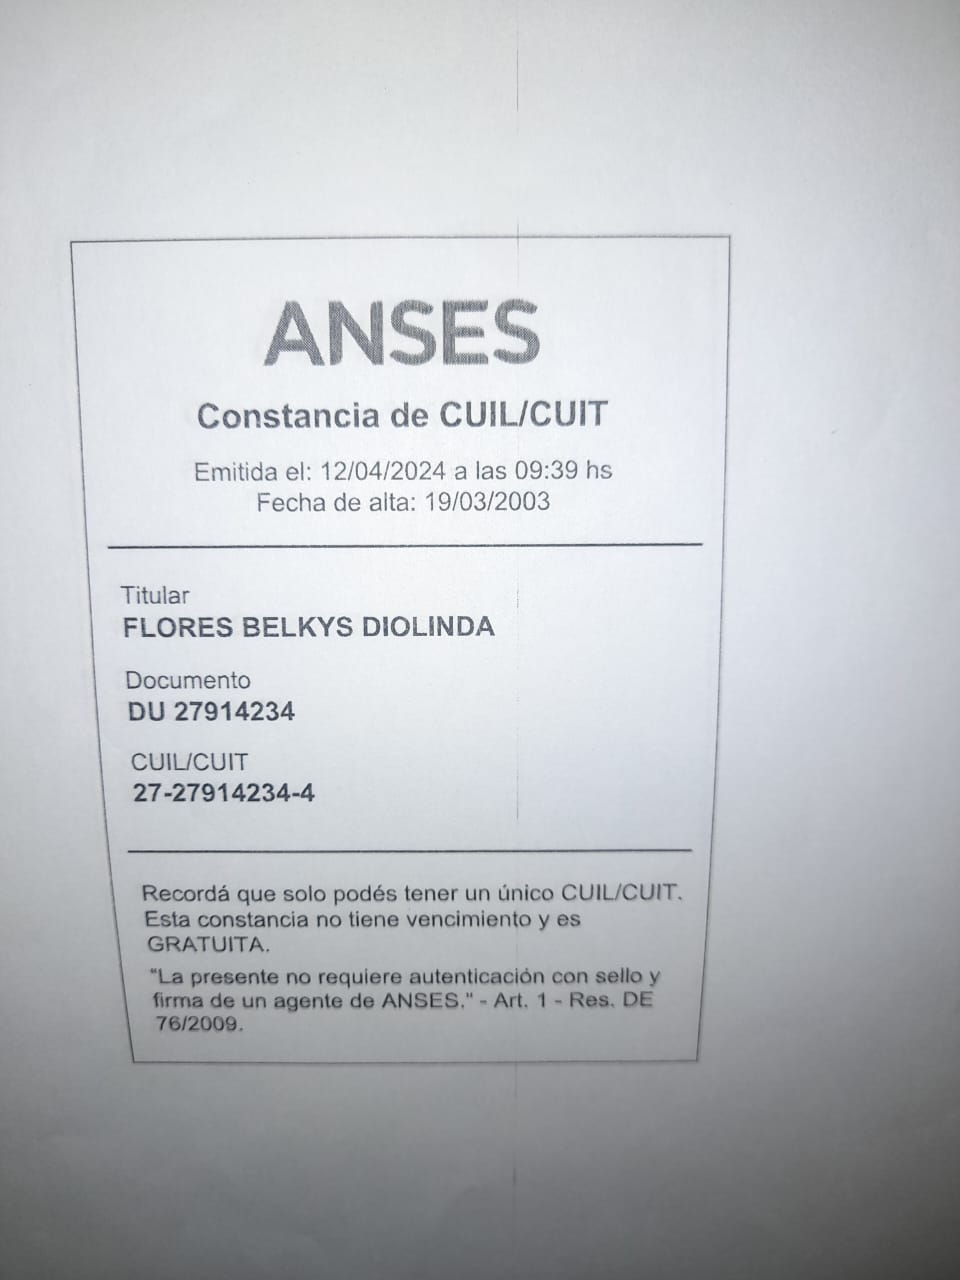 ANSES
Constancia de CUIL/CUIT
Emitida el: 12/04/2024 a las 09:39 hs
Fecha de alta: 19/03/2003
Titular
FLORES BELKYS DIOLINDA
Documento
DU 27914234
CUIL/CUIT
27-27914234-4
Recordá que solo podés tener un único CUIL/CUIT.
Esta constancia no tiene vencimiento y es
GRATUITA.
"La presente no requiere autenticación con sello y
firma de un agente de ANSES." - Art. 1 - Res. DE
76/2009.